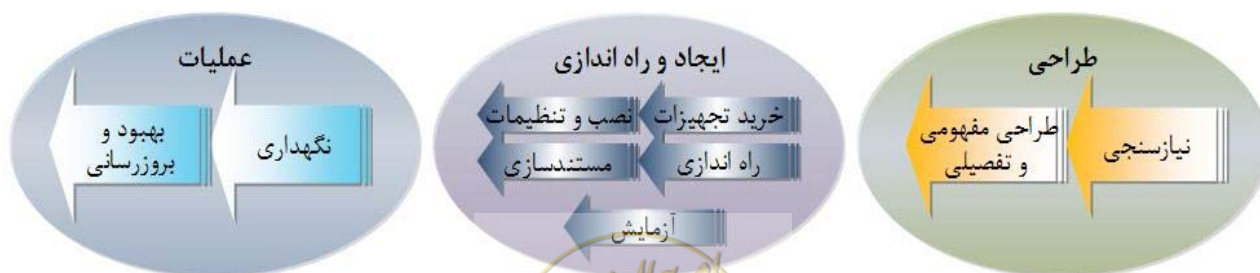 طراحی
نیازسنجی
طراحی مفهومی
و تفصیلی
ایجاد و راه اندازی
خرید تجهیزات
نصب و تنظیمات
راه اندازی
مستندسازی
آزمایش
عملیات
نگهداری
بهبود و
بروزرسانی